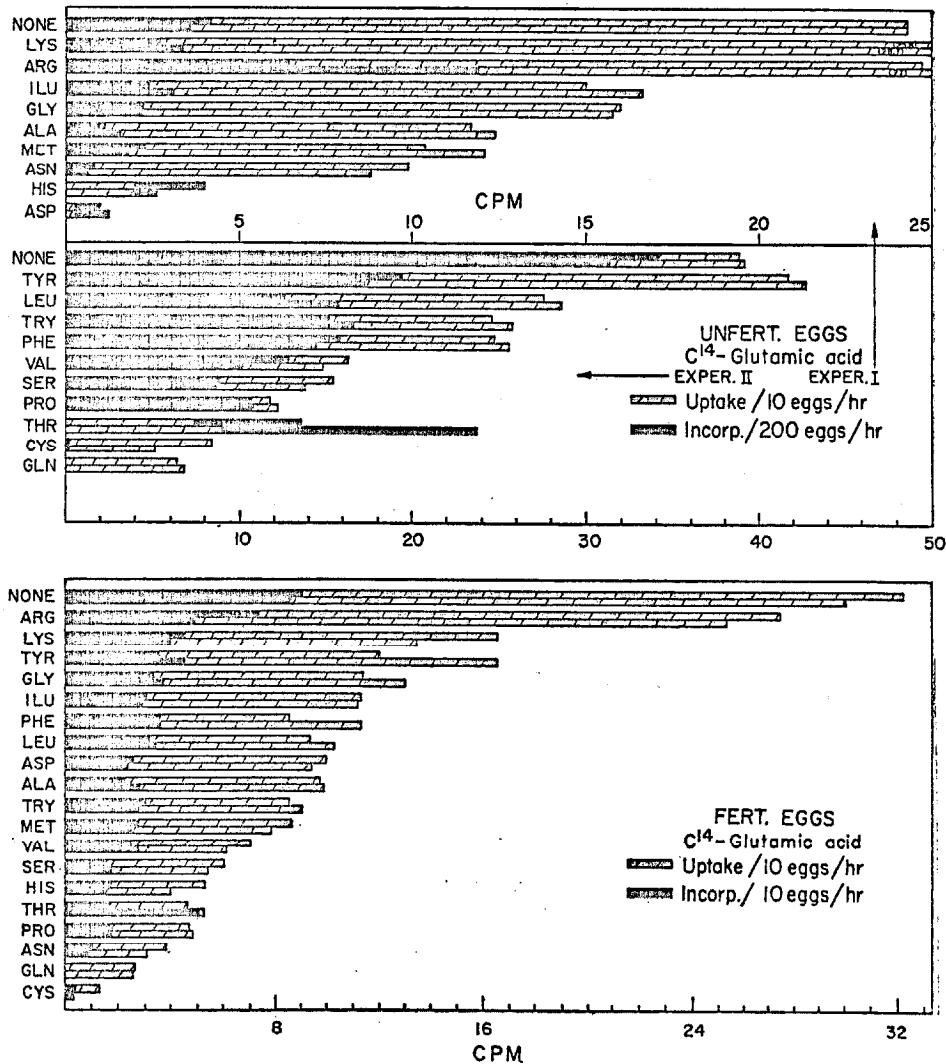 NONE
LYS
ARG
ILU
GLY
ALA
MET
ASN
HIS
ASP
CPM
5 10 15 20 25
NONE
TYR
LEU
TRY
PHE
VAL
SER
PRO
THR
CYS
GLN
UNFERT. EGGS
C14-Glutamic acid
EXPER. II EXPER. I
Uptake/10 eggs/hr
Incorp./200 eggs/hr
10 20 30 40 50
NONE
ARG
LYS
TYR
GLY
ILU
PHE
LEU
ASP
ALA
TRY
MET
VAL
SER
HIS
THR
PRO
ASN
GLN
CYS
FERT. EGGS
C14-Glutamic acid
Uptake/10 eggs/hr
Incorp./10 eggs/hr
8 16 24 32
CPM